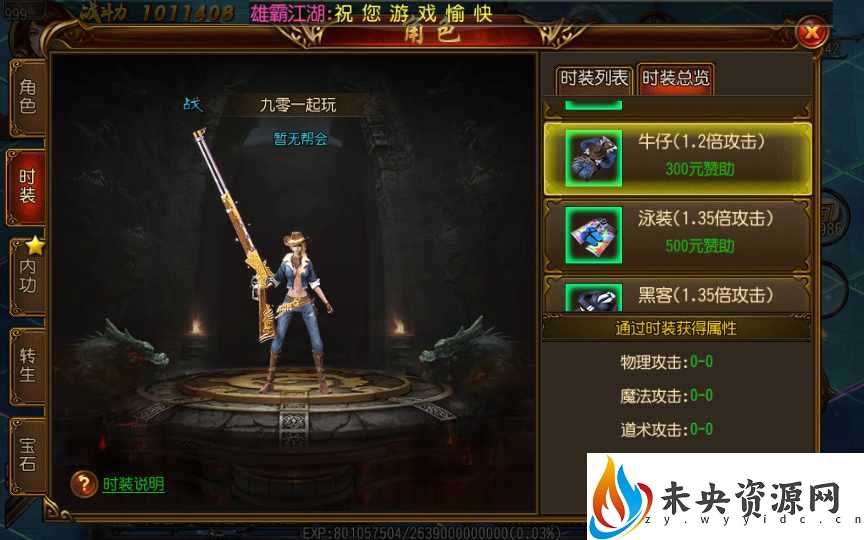 999
战斗力 1011408
雄霸江湖:祝您游戏愉快
角色
X
42
角色
时装
内功
转生
宝石
战
九零一起玩
暂无帮会
时装列表
时装总览
牛仔(1.2倍攻击)
300元赞助
泳装(1.35倍攻击)
500元赞助
黑客(1.35倍攻击)
986
通过时装获得属性
物理攻击:0-0
魔法攻击:0-0
道术攻击:0-0
? 时装说明
EXP:801057504/2639000000000(0.03%)
未央资源网
zy.wyyidc.cn